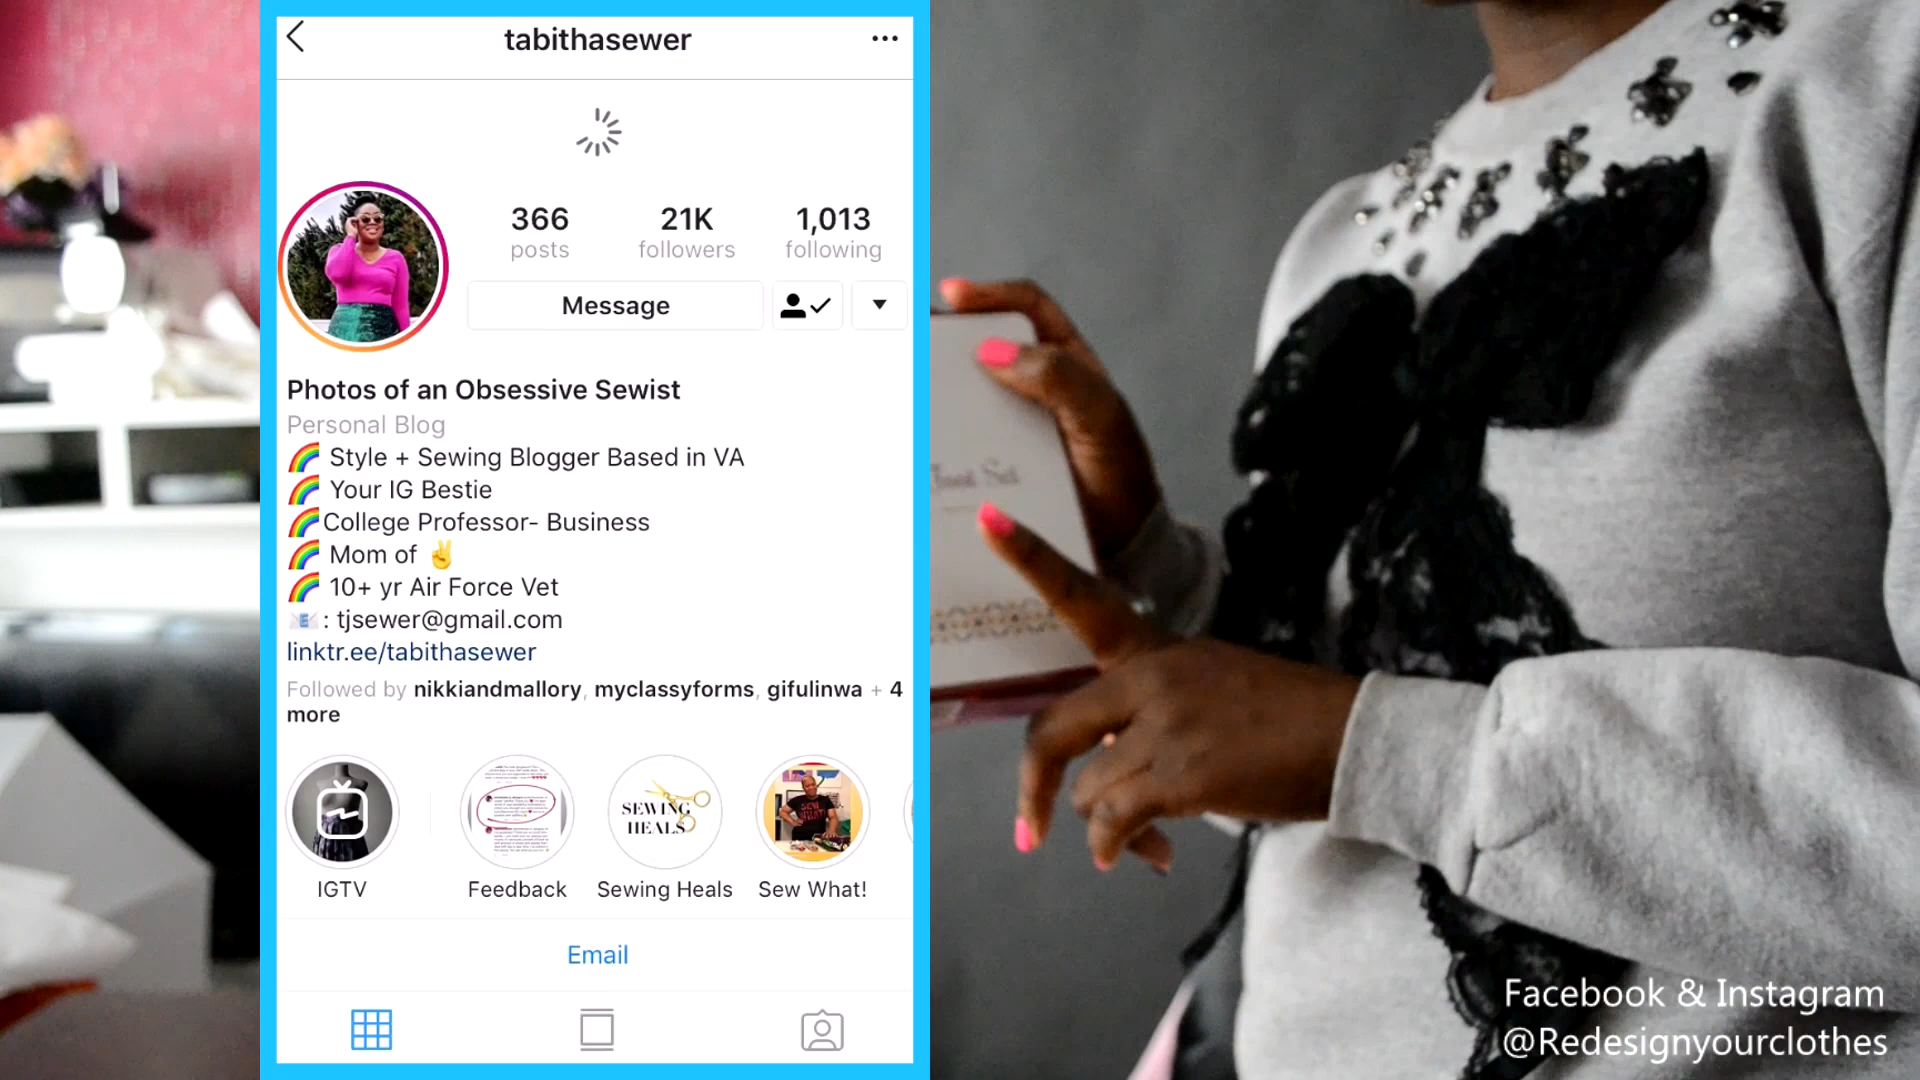 tabithasewer
366
21K
1,013
posts
followers
following
Message
Photos of an Obsessive Sewist
Personal Blog
🌈 Style + Sewing Blogger Based in VA
🌈 Your IG Bestie
🌈College Professor- Business
🌈 Mom of ✌️
🌈 10+ yr Air Force Vet
📧 : tjsewer@gmail.com
linktr.ee/tabithasewer
Followed by nikkiandmallory, myclassyforms, gifulinwa + 4
more
SEWING
HEALS
IGTV
Feedback
Sewing Heals
Sew What!
Email
Facebook & Instagram
@Redesignyourclothes